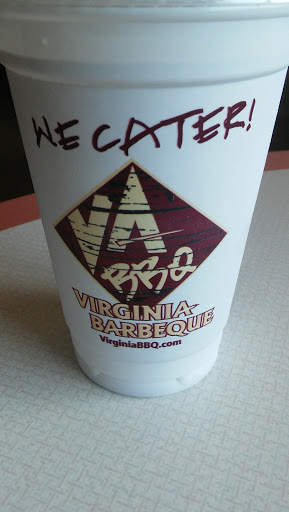 WE CATER!
VA
BBQ
VIRGINIA
BARBEQUE
VirginiaBBQ.com